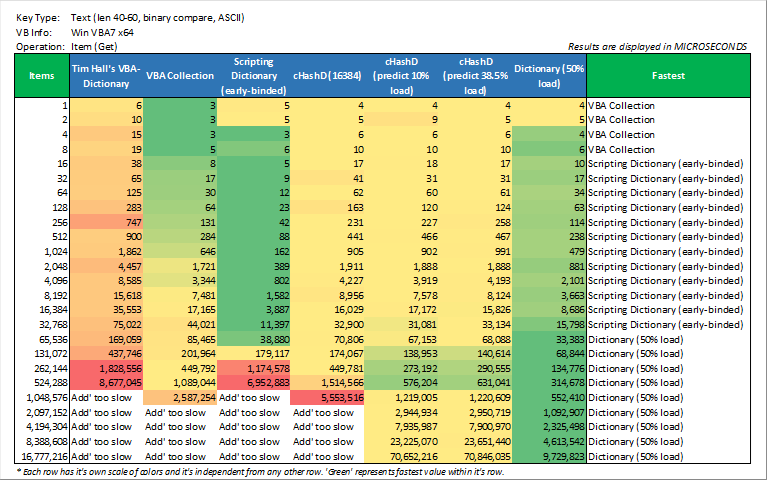 Key Type: Text (len 40-60, binary compare, ASCII)
VB Info: Win VBA7 x64
Operation: Item (Get)
Results are displayed in MICROSECONDS
Items Tim Hall's VBA-Dictionary VBA Collection Scripting Dictionary (early-binded) cHashD (16384) cHashD (predict 10% load) cHashD (predict 38.5% load) Dictionary (50% load) Fastest
1 6 3 5 4 4 4 4 VBA Collection
2 10 3 5 5 9 5 5 VBA Collection
4 15 3 3 6 6 6 4 VBA Collection
8 19 5 6 10 10 10 6 VBA Collection
16 38 8 5 17 18 17 10 Scripting Dictionary (early-binded)
32 65 17 9 41 31 31 17 Scripting Dictionary (early-binded)
64 125 30 12 62 60 61 34 Scripting Dictionary (early-binded)
128 283 64 23 163 120 124 63 Scripting Dictionary (early-binded)
256 747 131 42 231 227 258 114 Scripting Dictionary (early-binded)
512 900 284 88 441 466 467 238 Scripting Dictionary (early-binded)
1,024 1,862 646 162 905 902 991 479 Scripting Dictionary (early-binded)
2,048 4,457 1,721 389 1,911 1,888 1,888 881 Scripting Dictionary (early-binded)
4,096 8,585 3,344 802 4,227 3,919 4,193 2,101 Scripting Dictionary (early-binded)
8,192 15,618 7,481 1,582 8,956 7,578 8,124 3,663 Scripting Dictionary (early-binded)
16,384 35,553 17,165 3,887 16,029 17,172 15,826 8,686 Scripting Dictionary (early-binded)
32,768 75,022 44,021 11,397 32,900 31,081 33,134 15,798 Scripting Dictionary (early-binded)
65,536 169,059 85,465 38,880 70,806 67,153 68,088 33,383 Dictionary (50% load)
131,072 437,746 201,964 179,117 174,067 138,953 140,614 68,844 Dictionary (50% load)
262,144 1,828,556 449,792 1,174,578 449,781 273,192 290,555 134,776 Dictionary (50% load)
524,288 8,677,045 1,089,044 6,952,883 1,514,566 576,204 631,041 314,678 Dictionary (50% load)
1,048,576 Add' too slow 2,587,254 Add' too slow 5,553,516 1,219,005 1,220,609 552,410 Dictionary (50% load)
2,097,152 Add' too slow Add' too slow Add' too slow Add' too slow 2,944,934 2,950,719 1,092,907 Dictionary (50% load)
4,194,304 Add' too slow Add' too slow Add' too slow Add' too slow 7,935,987 7,900,970 2,325,498 Dictionary (50% load)
8,388,608 Add' too slow Add' too slow Add' too slow Add' too slow 23,225,070 23,651,440 4,613,542 Dictionary (50% load)
16,777,216 Add' too slow Add' too slow Add' too slow Add' too slow 70,652,216 70,846,035 9,729,823 Dictionary (50% load)
* Each row has it's own scale of colors and it's independent from any other row. 'Green' represents fastest value within it's row.